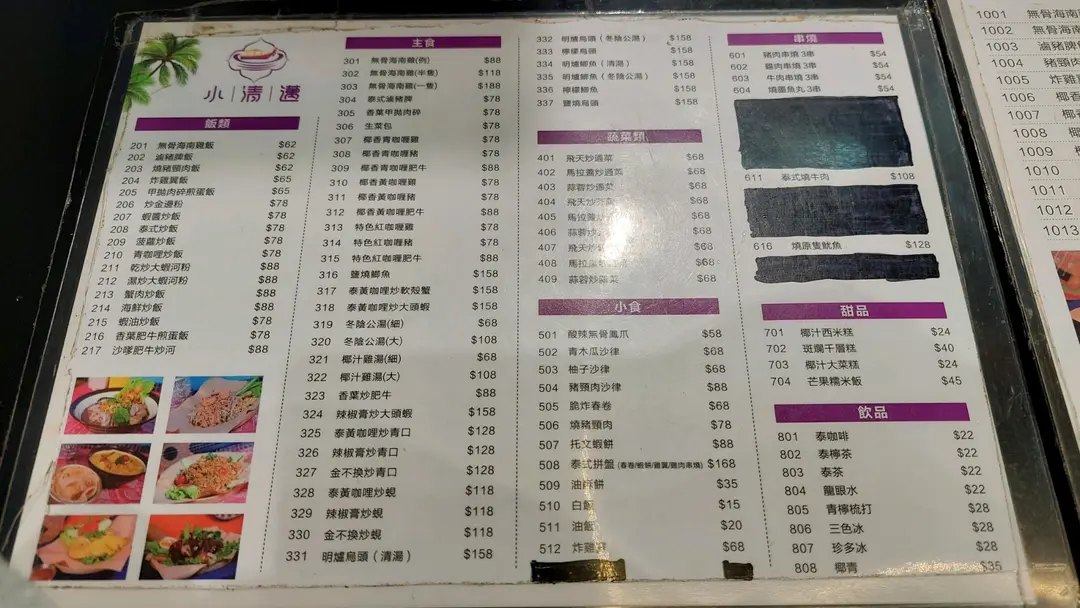 小清邁
飯類
201 無骨海南雞飯 $62
202 滷豬脾飯 $62
203 燒豬頸肉飯 $62
204 炸雞翼飯 $65
205 甲拋肉碎煎蛋飯 $65
206 炒金邊粉 $78
207 蝦醬炒飯 $78
208 泰式炒飯 $78
209 菠蘿炒飯 $78
210 青咖哩炒飯 $78
211 乾炒大蝦河粉 $88
212 濕炒大蝦河粉 $88
213 蟹肉炒飯 $88
214 海鮮炒飯 $88
215 蝦油炒飯 $78
216 香葉肥牛煎蛋飯 $78
217 沙嗲肥牛炒河 $88
主食
301 無骨海南雞(例) $88
302 無骨海南雞(半隻) $118
303 無骨海南雞(一隻) $188
304 泰式滷豬脾 $78
305 香葉甲拋肉碎 $78
306 生菜包 $78
307 椰香青咖喱雞 $78
308 椰香青咖喱豬 $78
309 椰香青咖喱肥牛 $88
310 椰香黃咖喱雞 $78
311 椰香黃咖喱豬 $78
312 椰香黃咖喱肥牛 $88
313 特色紅咖喱雞 $78
314 特色紅咖喱豬 $78
315 特色紅咖喱肥牛 $88
316 鹽燒鯽魚 $158
317 泰黃咖哩炒軟殼蟹 $158
318 泰黃咖哩炒大頭蝦 $158
319 冬陰公湯(細) $68
320 冬陰公湯(大) $108
321 椰汁雞湯(細) $68
322 椰汁雞湯(大) $108
323 香葉炒肥牛 $88
324 辣椒膏炒大頭蝦 $158
325 泰黃咖哩炒青口 $128
326 辣椒膏炒青口 $128
327 金不換炒青口 $128
328 泰黃咖哩炒蜆 $118
329 辣椒膏炒蜆 $118
330 金不換炒蜆 $118
331 明爐烏頭（清湯） $158
332 明爐烏頭（冬陰公湯） $158
333 檸檬烏頭 $158
334 明爐鯽魚（清湯） $158
335 明爐鯽魚（冬陰公湯） $158
336 檸檬鯽魚 $158
337 鹽燒烏頭 $158
蔬菜類
401 飛天炒通菜 $68
402 馬拉盞炒通菜 $68
403 蒜蓉炒通菜 $68
404 飛天炒 $68
405 馬拉盞炒 $68
406 蒜蓉炒 $68
407 飛天炒 $68
408 馬拉盞 $68
409 蒜蓉炒 菜 $68
小食
501 酸辣無骨鳳爪 $58
502 青木瓜沙律 $68
503 柚子沙律 $68
504 豬頸肉沙律 $88
505 脆炸春卷 $68
506 燒豬頸肉 $78
507 托文蝦餅 $88
508 泰式拼盤 (春卷/蝦餅/雞翼/雞肉串燒) $168
509 油 餅 $35
510 白飯 $15
511 油飯 $20
512 炸雞翼 $68
串燒
601 豬肉串燒 3串 $54
602 雞肉串燒 3串 $54
603 牛肉串燒 3串 $54
604 燒墨魚丸 3串 $54
611 泰式燒牛肉 $108
616 燒原隻魷魚 $128
甜品
701 椰汁西米糕 $24
702 斑斕千層糕 $40
703 椰汁大菜糕 $24
704 芒果糯米飯 $45
飲品
801 泰咖啡 $22
802 泰檸茶 $22
803 泰茶 $22
804 龍眼水 $22
805 青檸梳打 $28
806 三色冰 $28
807 珍多冰 $28
808 椰青 $35
1001 無骨海南
1002 無骨海南
1003 滷豬脾
1004 豬頸肉
1005 炸雞
1006 椰香
1007 椰
1008 椰
1009 椰
1010
1011
1012
1013